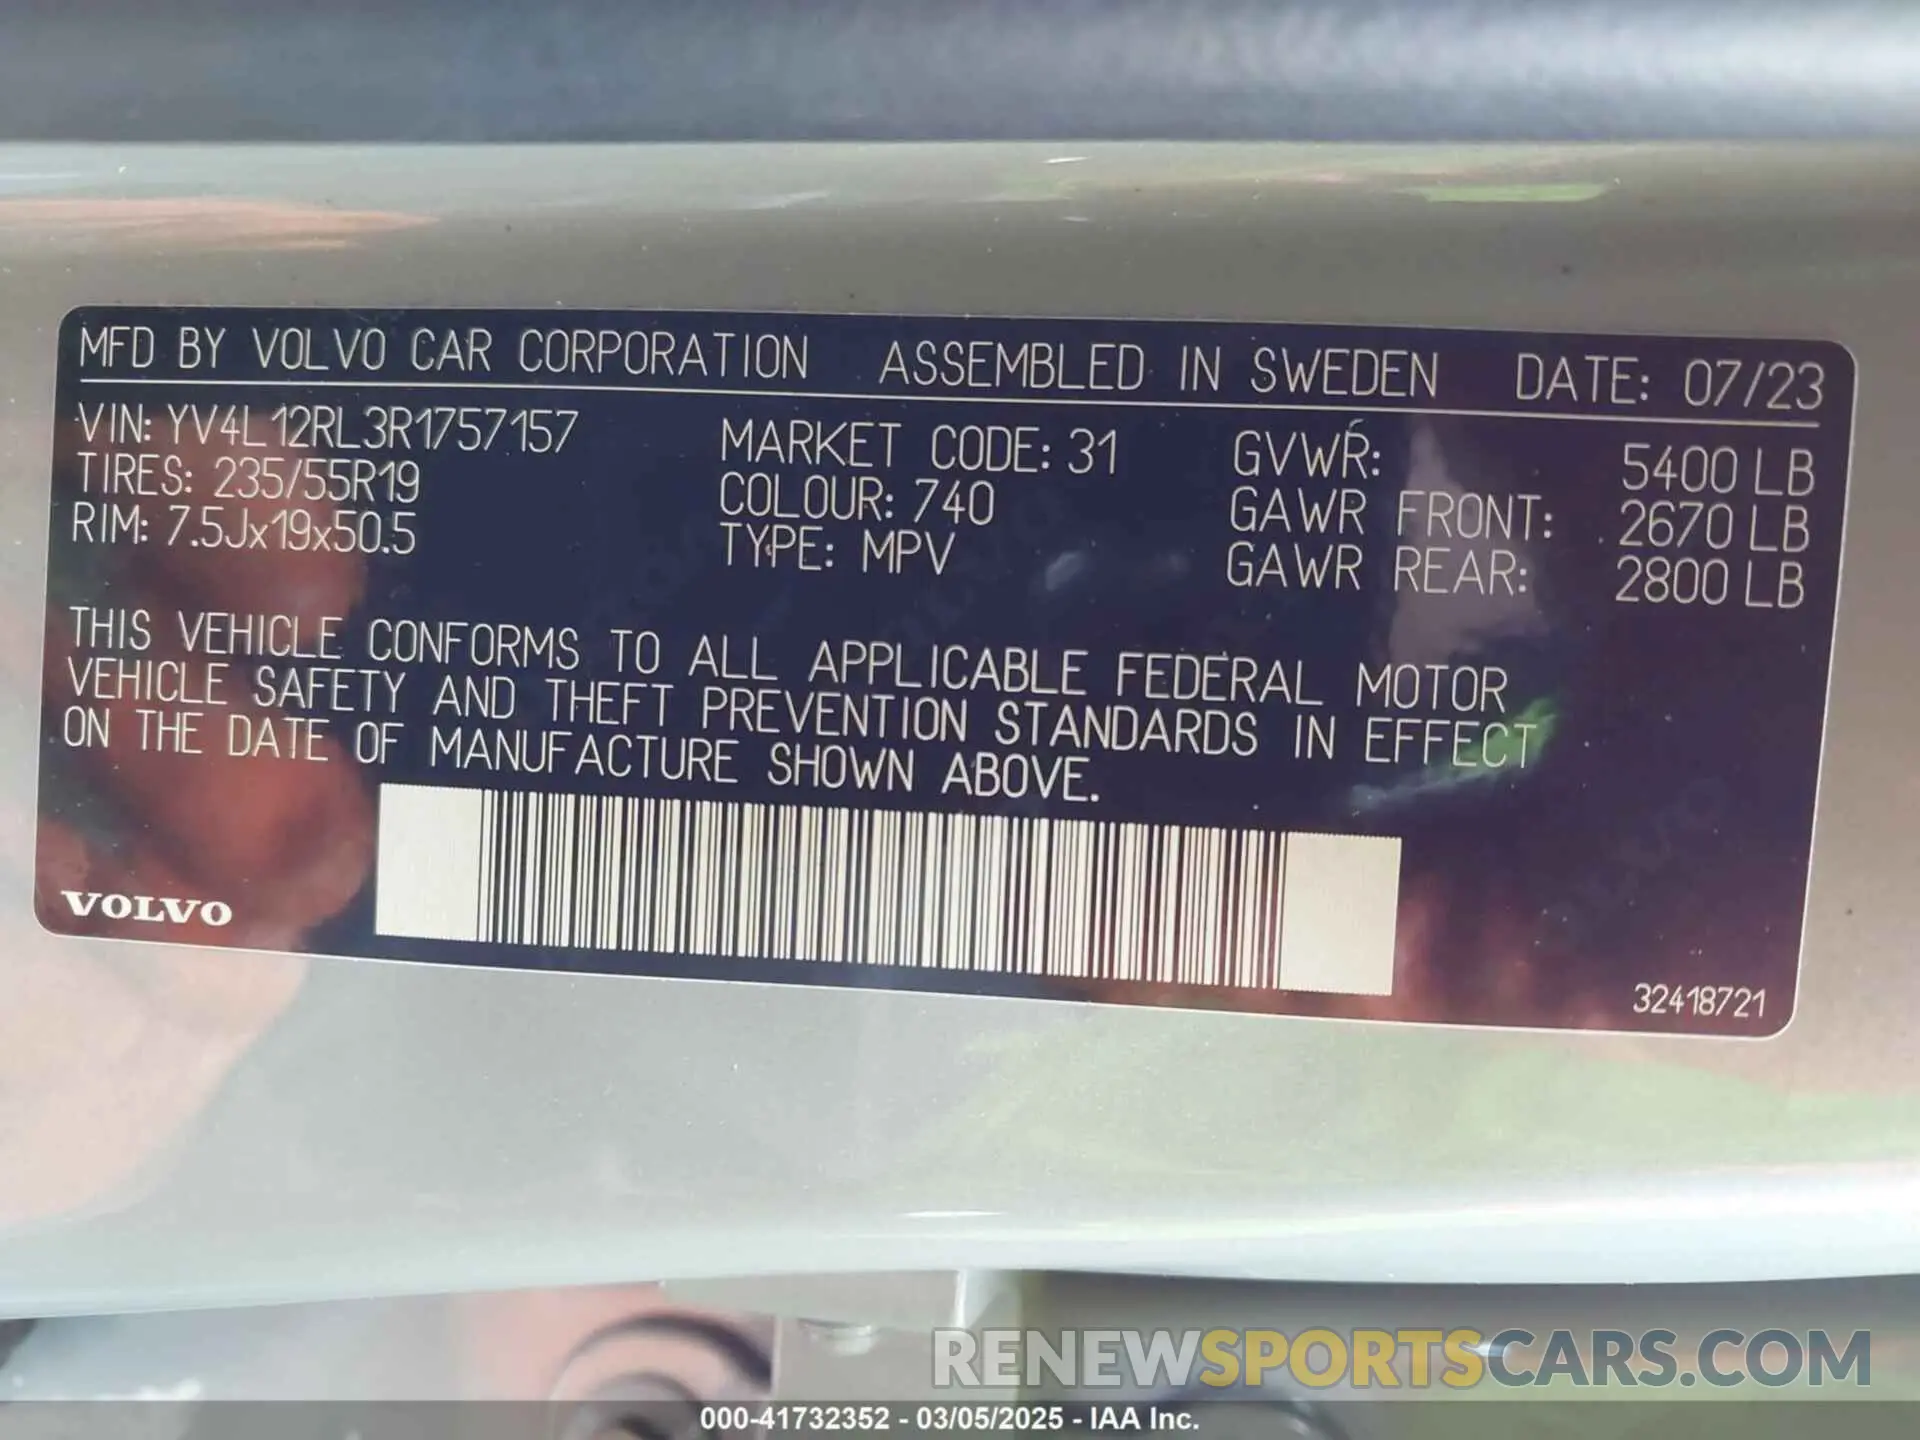 MFD BY VOLVO CAR CORPORATION ASSEMBLED IN SWEDEN DATE: 07/23
VIN: YV4L12RL3R1757157 MARKET CODE: 31 GVWR: 5400 LB
TIRES: 235/55R19 COLOUR: 740 GAWR FRONT: 2670 LB
RIM: 7.5Jx19x50.5 TYPE: MPV GAWR REAR: 2800 LB
THIS VEHICLE CONFORMS TO ALL APPLICABLE FEDERAL MOTOR
VEHICLE SAFETY AND THEFT PREVENTION STANDARDS IN EFFECT
ON THE DATE OF MANUFACTURE SHOWN ABOVE.
VOLVO
32418721
RENEWSPORTSCARS.COM
000-41732352 - 03/05/2025 - IAA Inc.